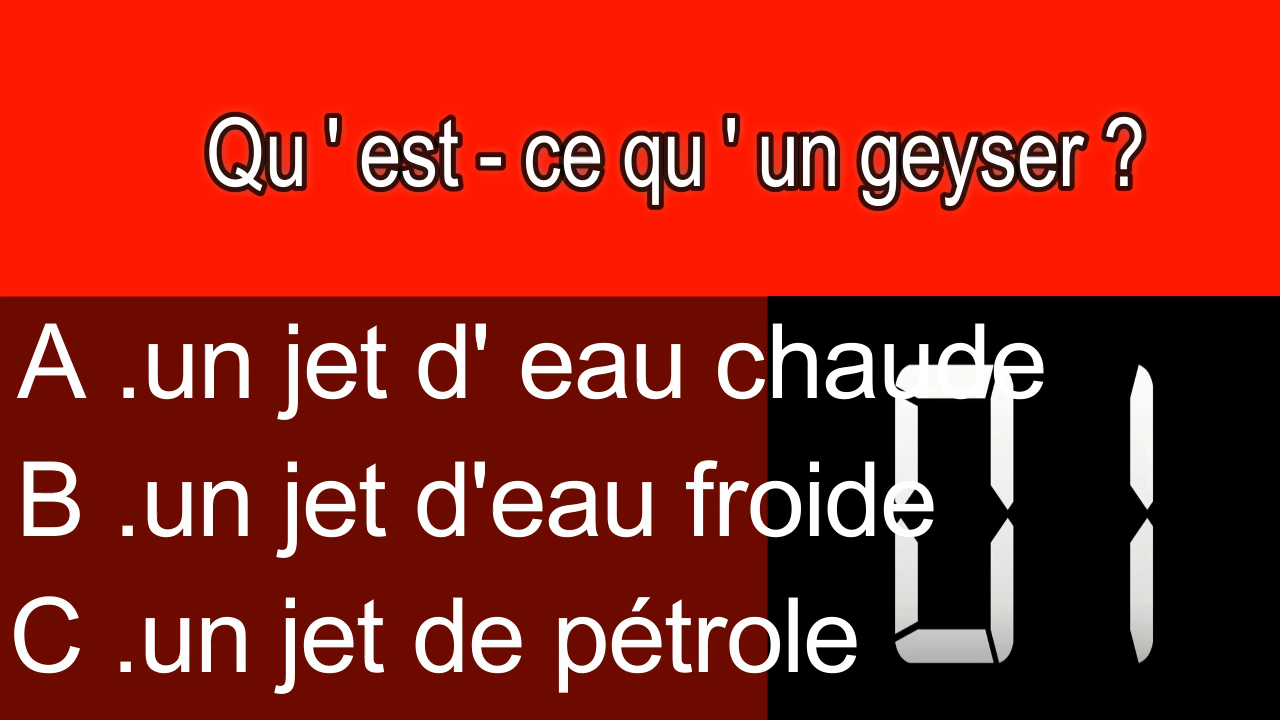 Qu ' est - ce qu ' un geyser ?
A .un jet d' eau chaude
B .un jet d'eau froide
C .un jet de pétrole
01